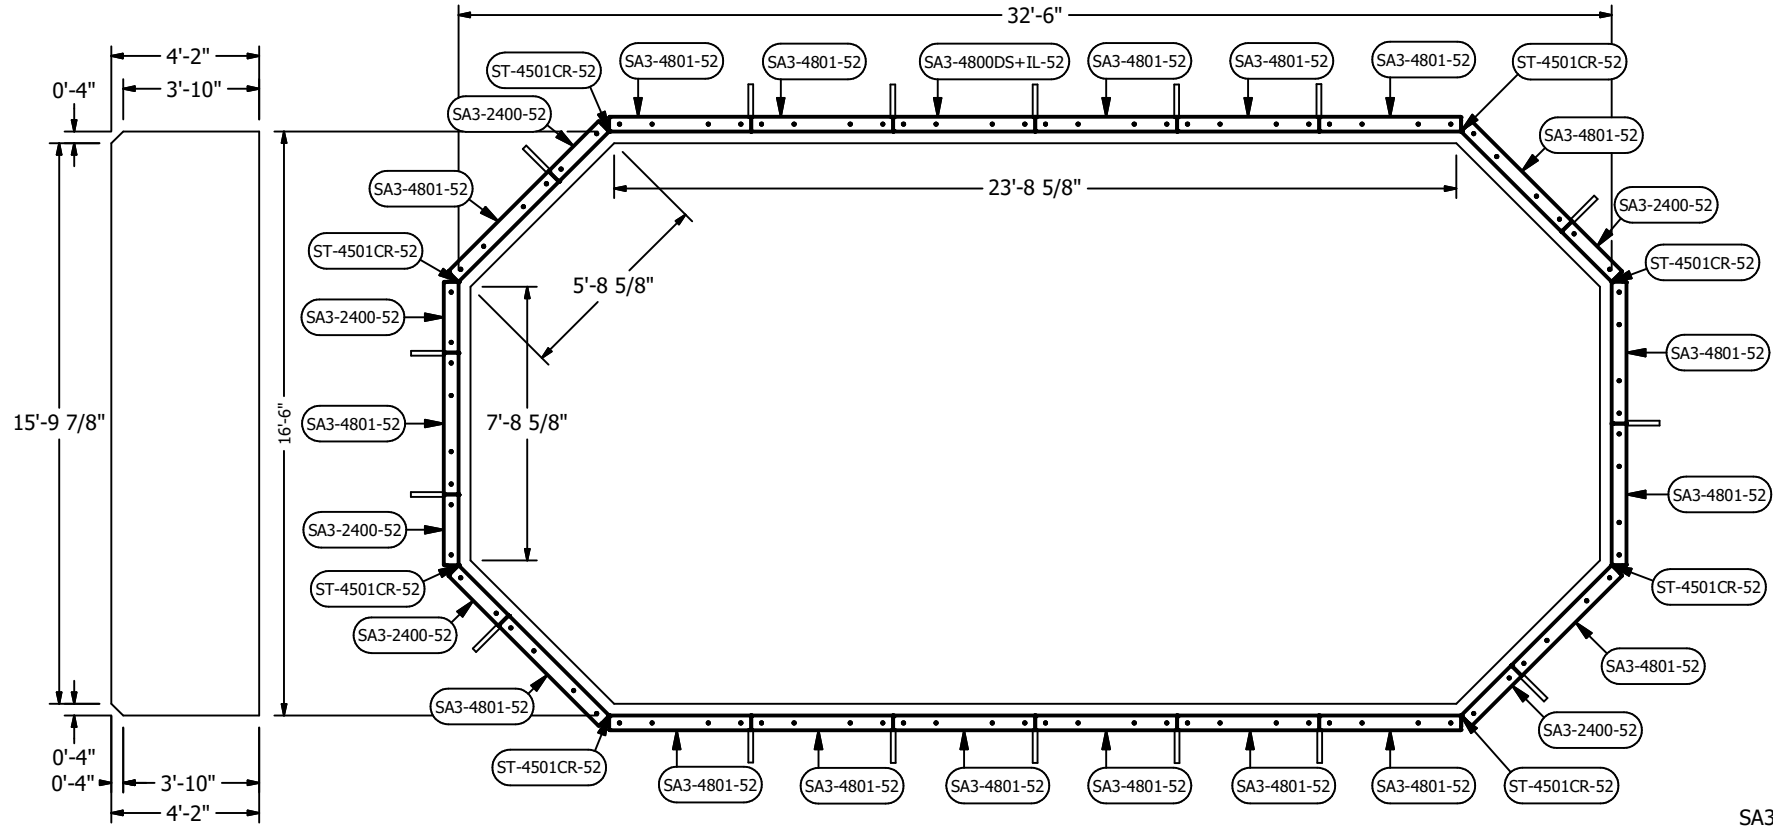 32'-6"
4'-2"
3'-10"
0'-4"
ST-4501CR-52
SA3-4801-52
SA3-4801-52
SA3-4800DS+IL-52
SA3-4801-52
SA3-4801-52
SA3-4801-52
ST-4501CR-52
SA3-2400-52
SA3-4801-52
SA3-4801-52
23'-8 5/8"
SA3-2400-52
ST-4501CR-52
5'-8 5/8"
ST-4501CR-52
SA3-2400-52
SA3-4801-52
15'-9 7/8"
16'-6"
SA3-4801-52
7'-8 5/8"
SA3-4801-52
SA3-2400-52
ST-4501CR-52
ST-4501CR-52
SA3-2400-52
SA3-4801-52
SA3-4801-52
SA3-2400-52
0'-4"
ST-4501CR-52
0'-4"
3'-10"
SA3-4801-52
SA3-4801-52
SA3-4801-52
SA3-4801-52
SA3-4801-52
SA3-4801-52
ST-4501CR-52
4'-2"
SA3